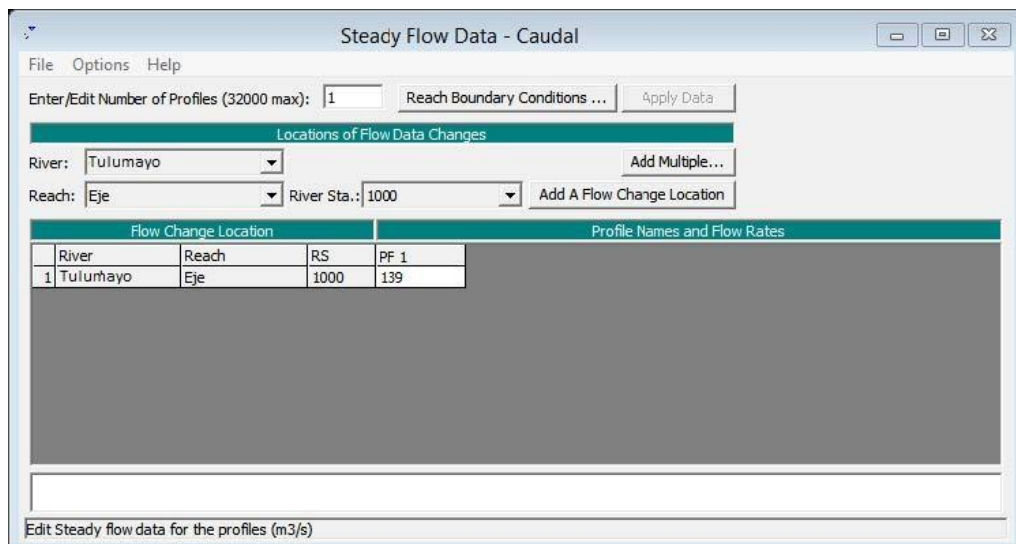 Steady Flow Data - Caudal
File Options Help
Enter/Edit Number of Profiles (32000 max): 1 Reach Boundary Conditions ... Apply Data
Locations of Flow Data Changes
River: Tulumayo Add Multiple...
Reach: Eje River Sta.: 1000 Add A Flow Change Location
Flow Change Location Profile Names and Flow Rates
River Reach RS PF 1
1 Tulumayo Eje 1000 139
Edit Steady flow data for the profiles (m3/s)